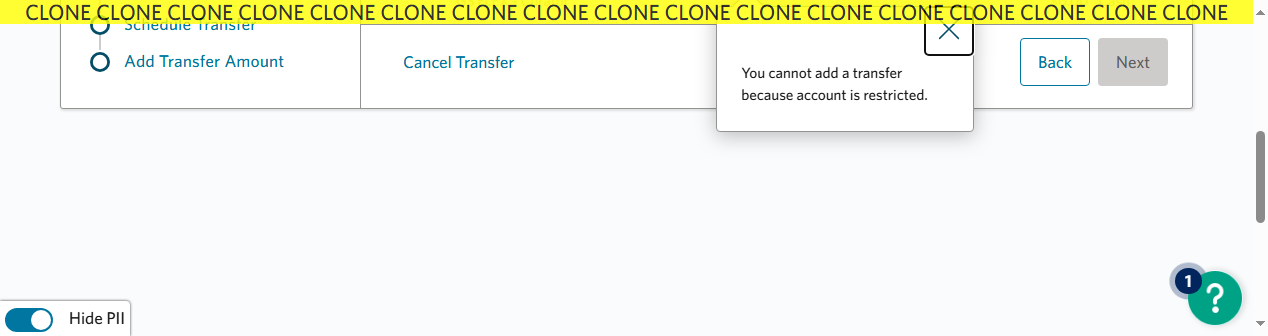 CLONE CLONE CLONE CLONE CLONE CLONE CLONE CLONE CLONE CLONE CLONE CLONE CLONE CLONE CLONE CLONE CLONE
Schedule Transfer
Add Transfer Amount
Cancel Transfer
You cannot add a transfer
because account is restricted.
Back
Next
1
?
Hide PII